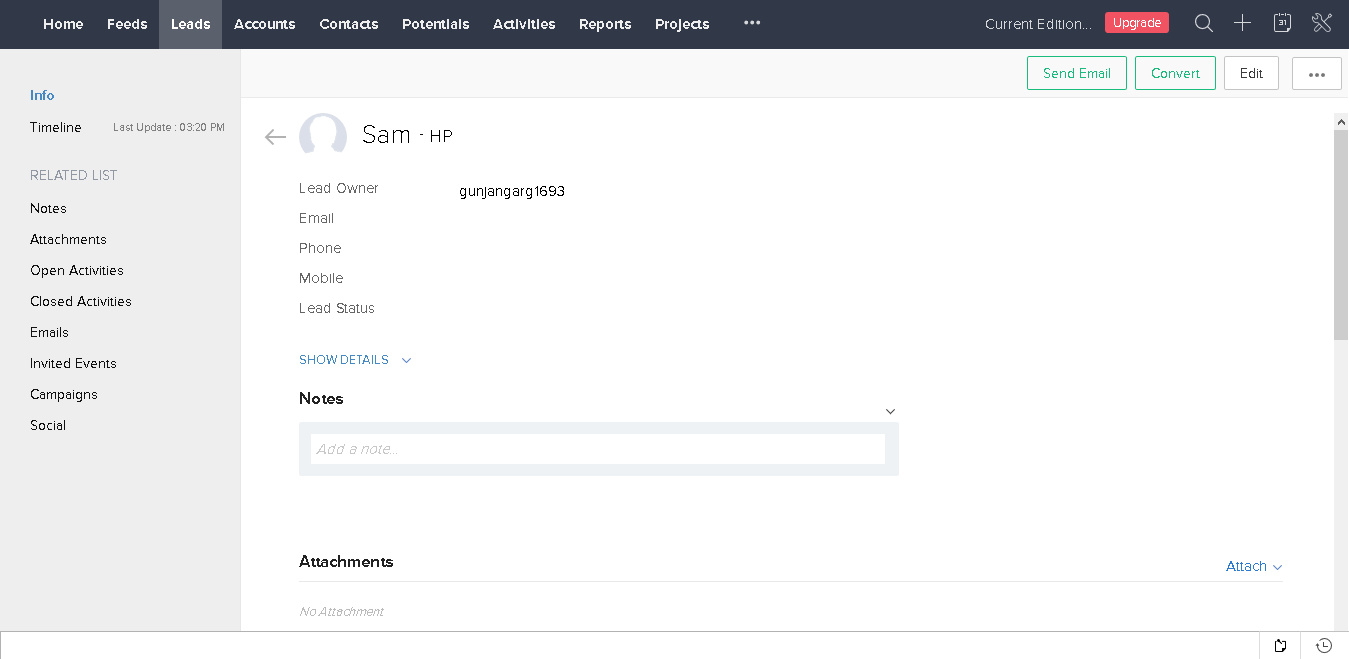 Home Feeds Leads Accounts Contacts Potentials Activities Reports Projects ••• Current Edition... Upgrade 31
Send Email Convert Edit •••
Info
Timeline Last Update : 03:20 PM
RELATED LIST
Notes
Attachments
Open Activities
Closed Activities
Emails
Invited Events
Campaigns
Social
Sam - HP
Lead Owner gunjangarg1693
Email
Phone
Mobile
Lead Status
SHOW DETAILS
Notes
Add a note...
Attachments Attach
No Attachment